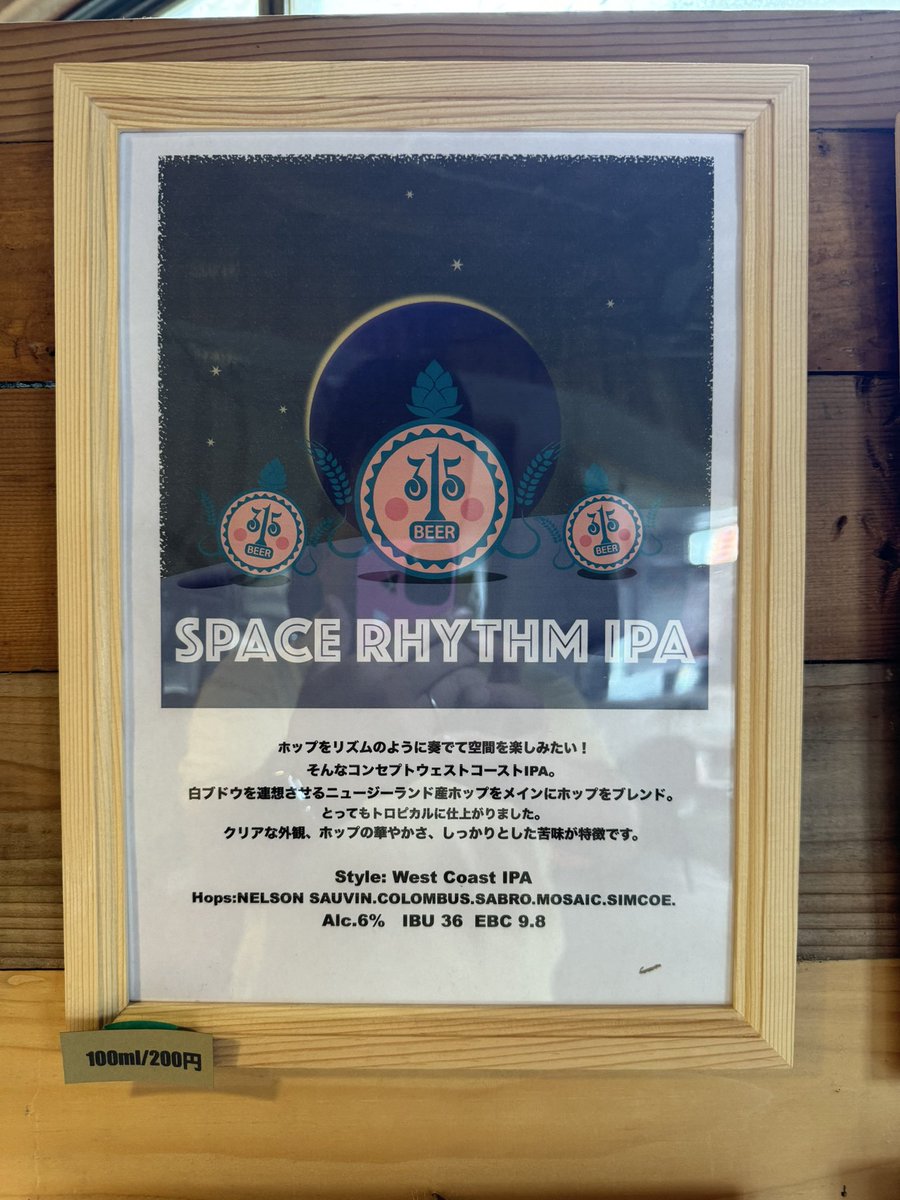 315
BEER
315
BEER
315
BEER
SPACE RHYTHM IPA
ホップをリズムのように奏でて空間を楽しみたい！
そんなコンセプトウェストコーストIPA。
白ブドウを連想させるニュージーランド産ホップをメインにホップをブレンド。
とってもトロピカルに仕上がりました。
クリアな外観、ホップの華やかさ、しっかりとした苦味が特徴です。
Style: West Coast IPA
Hops:NELSON SAUVIN.COLOMBUS.SABRO.MOSAIC.SIMCOE.
Alc.6% IBU 36 EBC 9.8
100ml/200円